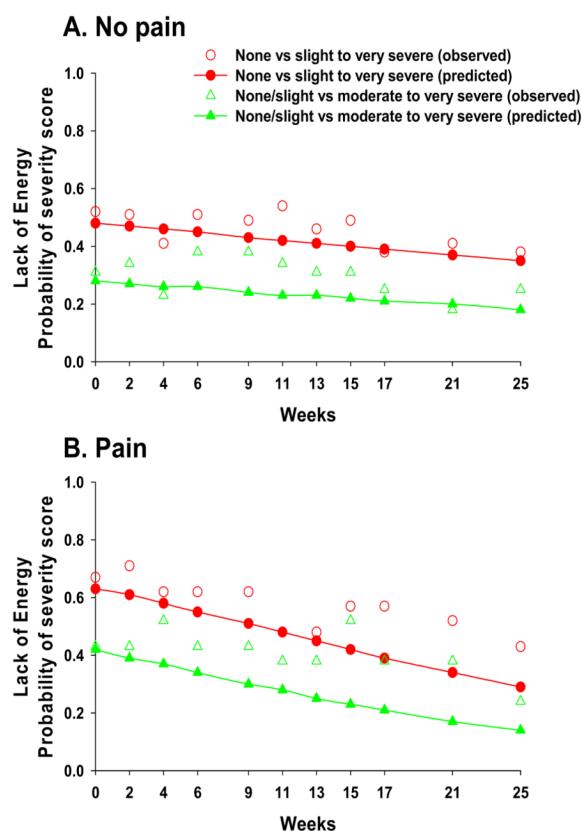 A. No pain
None vs slight to very severe (observed)
None vs slight to very severe (predicted)
None/slight vs moderate to very severe (observed)
None/slight vs moderate to very severe (predicted)
Lack of Energy
Probability of severity score
1.0
0.8
0.6
0.4
0.2
0.0
0 2 4 6 9 11 13 15 17 21 25
Weeks
B. Pain
Lack of Energy
Probability of severity score
1.0
0.8
0.6
0.4
0.2
0.0
0 2 4 6 9 11 13 15 17 21 25
Weeks